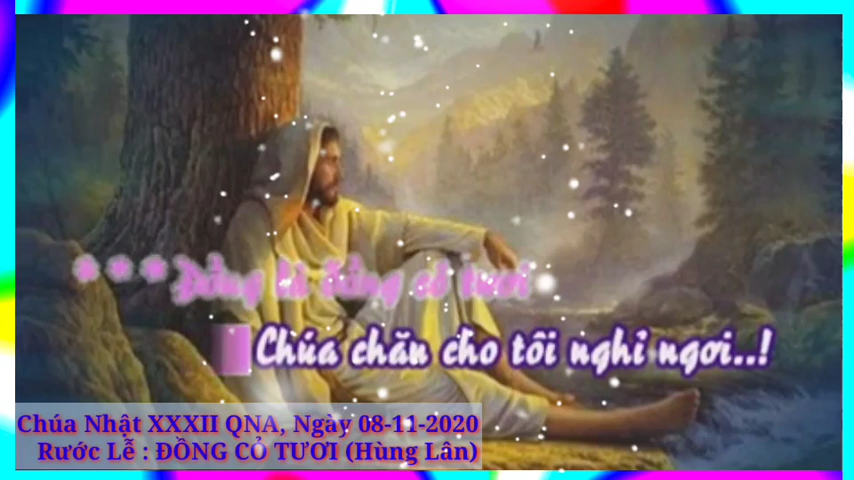 * * * Đồng là đồng cỏ tươi
Chúa chăn cho tôi nghỉ ngơi..!
Chúa Nhật XXXII QNA, Ngày 08-11-2020
Rước Lễ : ĐỒNG CỎ TƯƠI (Hùng Lân)